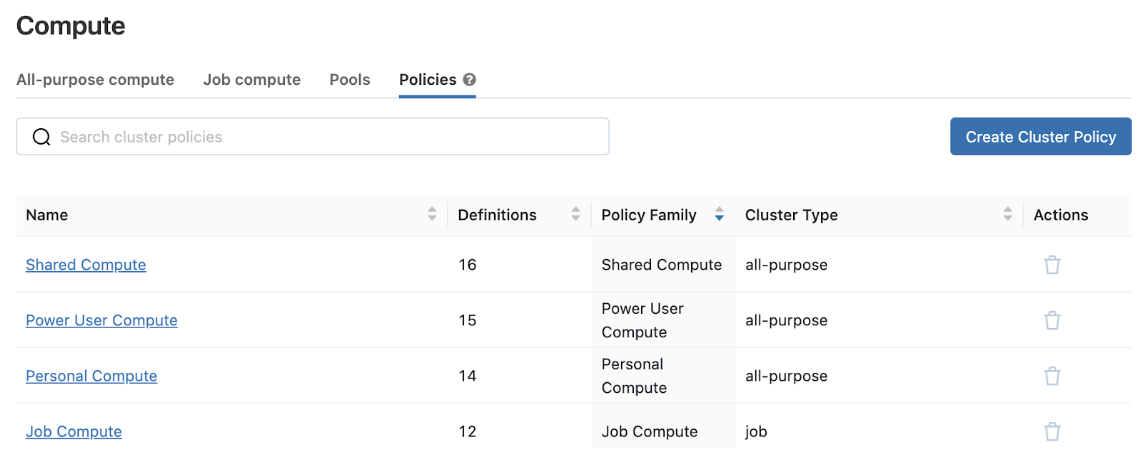 Compute
All-purpose compute Job compute Pools Policies ?
Search cluster policies Create Cluster Policy
Name Definitions Policy Family Cluster Type Actions
Shared Compute 16 Shared Compute all-purpose
Power User Compute 15 Power User Compute all-purpose
Personal Compute 14 Personal Compute all-purpose
Job Compute 12 Job Compute job